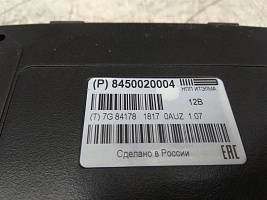 (P) 8450020004
НПП ИТЭЛМА
12В
(T) 7G 84178 1817 0AUZ 1.07
Сделано в России
EAC